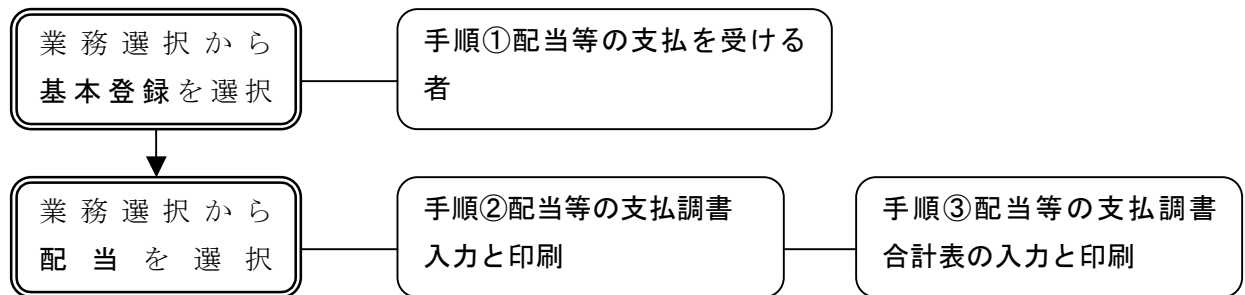 業務選択から
基本登録を選択
手順①配当等の支払を受ける
者
業務選択から
配当を選択
手順②配当等の支払調書
入力と印刷
手順③配当等の支払調書
合計表の入力と印刷